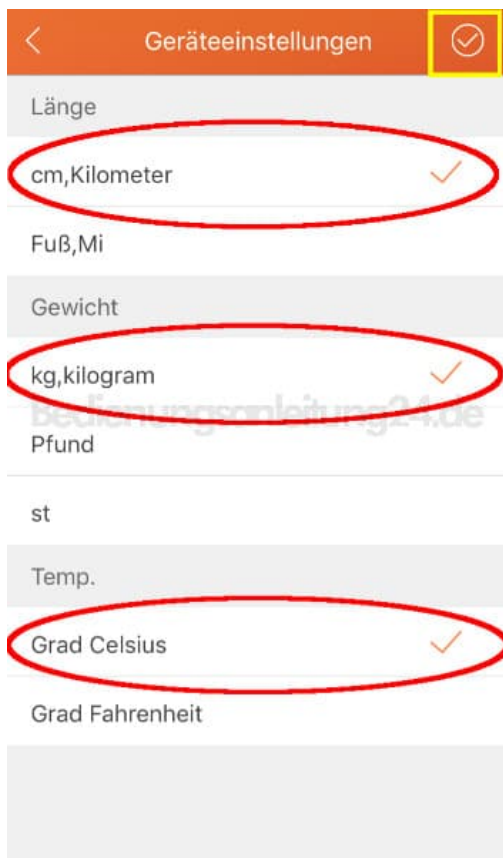 Geräteeinstellungen
Länge
cm,Kilometer
Fuß,Mi
Gewicht
kg,kilogram
Bedienungsanleitung24.de
Pfund
st
Temp.
Grad Celsius
Grad Fahrenheit